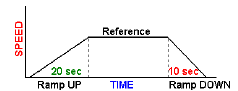 Reference
SPEED
20 sec
10 sec
Ramp UP
TIME
Ramp DOWN